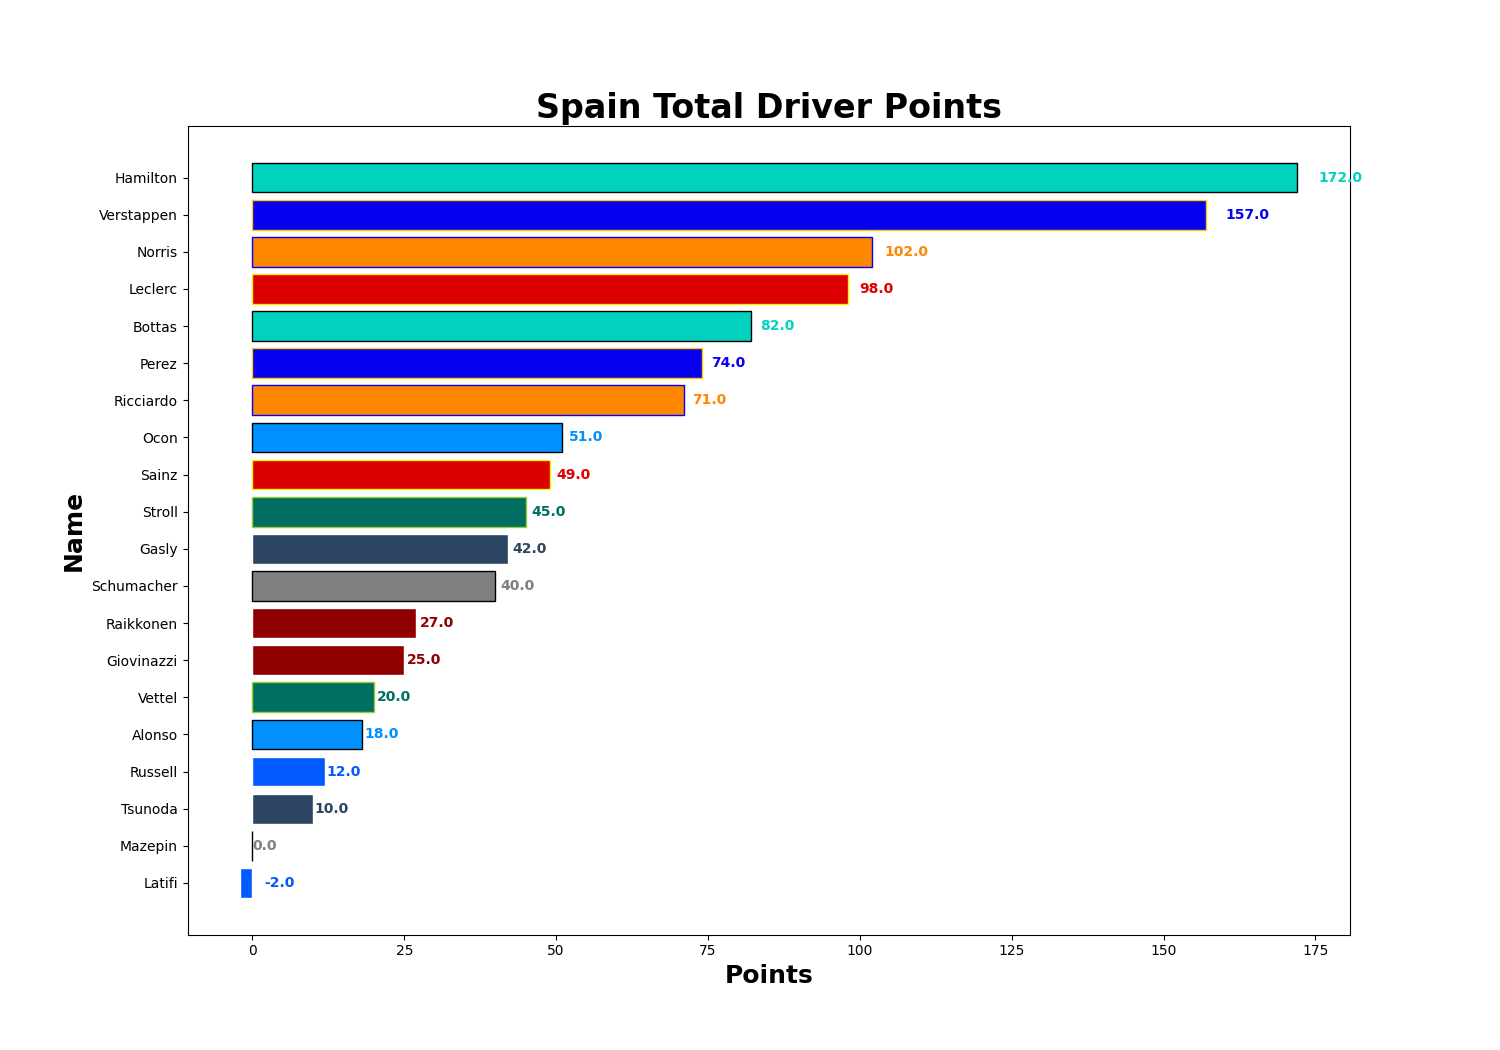 Spain Total Driver Points
Hamilton 172.0
Verstappen 157.0
Norris 102.0
Leclerc 98.0
Bottas 82.0
Perez 74.0
Ricciardo 71.0
Ocon 51.0
Sainz 49.0
Stroll 45.0
Gasly 42.0
Schumacher 40.0
Raikkonen 27.0
Giovinazzi 25.0
Vettel 20.0
Alonso 18.0
Russell 12.0
Tsunoda 10.0
Mazepin 0.0
Latifi -2.0
Name
0 25 50 75 100 125 150 175
Points